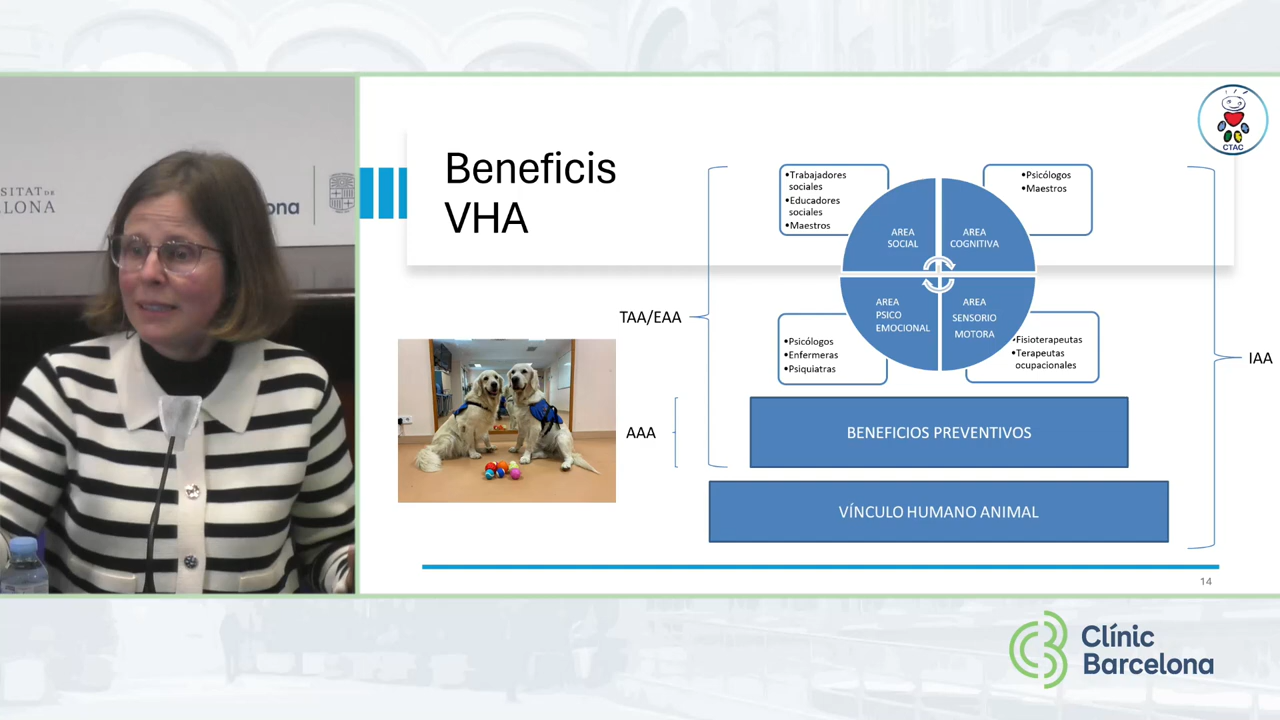 SITAT DE
ELONA
ona
Beneficis
VHA
CTAC
•Trabajadores
sociales
•Educadores
sociales
•Maestros
•Psicólogos
•Maestros
AREA
SOCIAL
AREA
COGNITIVA
AREA
PSICO
EMOCIONAL
AREA
SENSORIO
MOTORA
•Psicólogos
•Enfermeras
•Psiquiatras
•Fisioterapeutas
•Terapeutas
ocupacionales
TAA/EAA
IAA
AAA
BENEFICIOS PREVENTIVOS
VÍNCULO HUMANO ANIMAL
14
Clínic
Barcelona